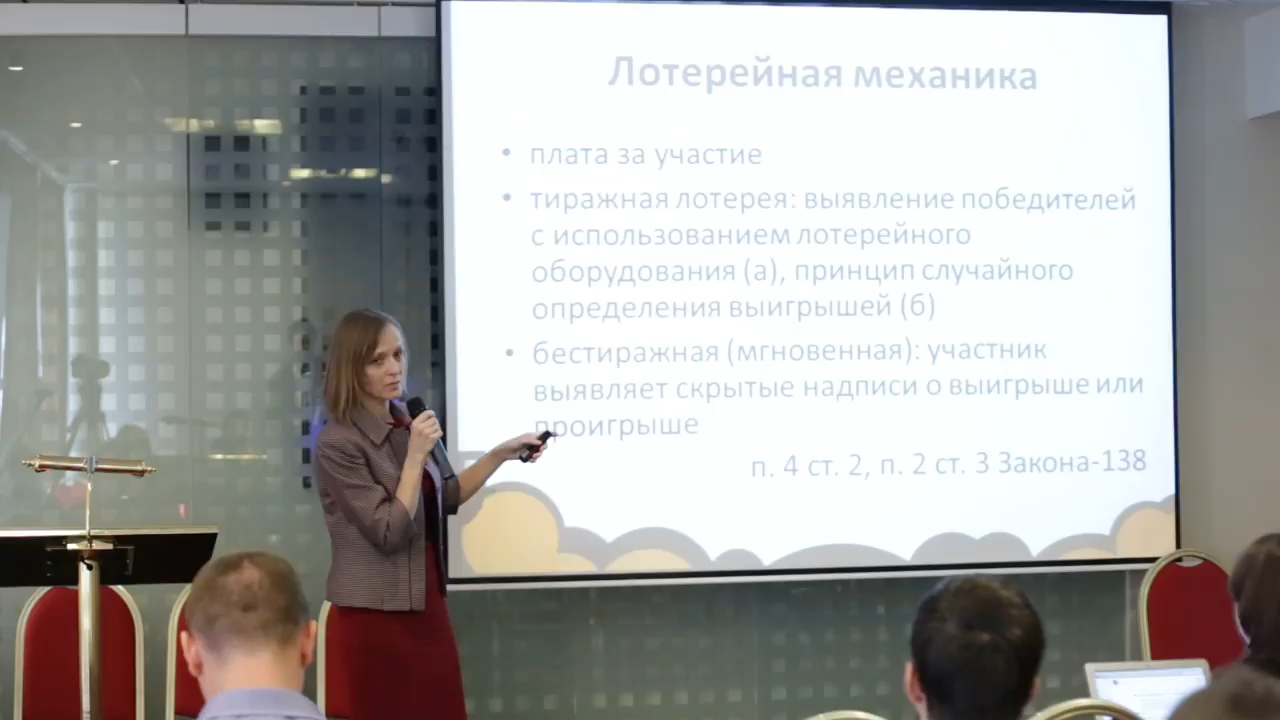 Лотерейная механика
• плата за участие
• тиражная лотерея: выявление победителей
с использованием лотерейного
оборудования (а), принцип случайного
определения выигрышей (б)
• бестиражная (мгновенная): участник
выявляет скрытые надписи о выигрыше или
проигрыше
п. 4 ст. 2, п. 2 ст. 3 Закона-138